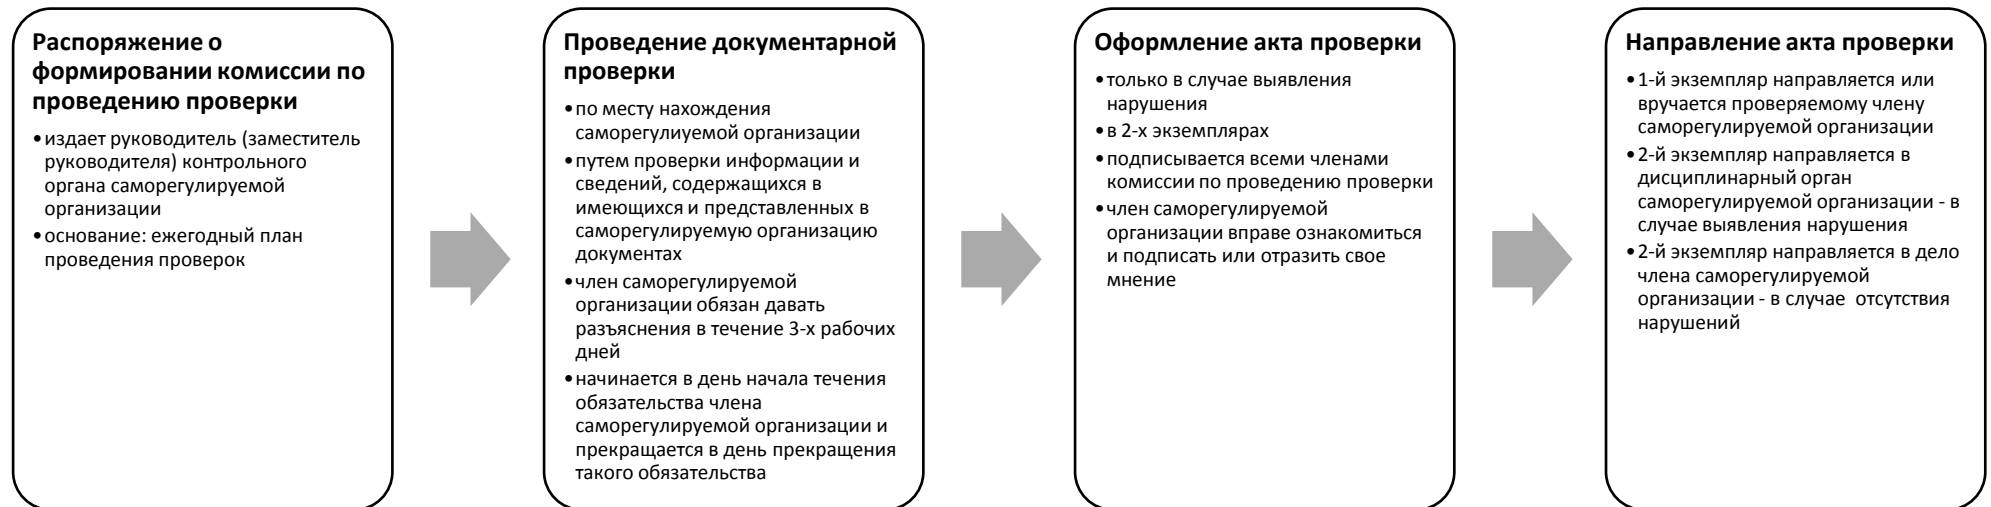 Распоряжение о
формировании комиссии по
проведению проверки
•издает руководитель (заместитель
руководителя) контрольного
органа саморегулируемой
организации
•основание: ежегодный план
проведения проверок
Проведение документарной
проверки
•по месту нахождения
саморегулиуемой организации
•путем проверки информации и
сведений, содержащихся в
имеющихся и представленных в
саморегулируемую организацию
документах
•член саморегулируемой
организации обязан давать
разъяснения в течение 3-х рабочих
дней
•начинается в день начала течения
обязательства члена
саморегулируемой организации и
прекращается в день прекращения
такого обязательства
Оформление акта проверки
•только в случае выявления
нарушения
•в 2-х экземплярах
•подписывается всеми членами
комиссии по проведению проверки
•член саморегулируемой
организации вправе ознакомиться
и подписать или отразить свое
мнение
Направление акта проверки
•1-й экземпляр направляется или
вручается проверяемому члену
саморегулируемой организации
•2-й экземпляр направляется в
дисциплинарный орган
саморегулируемой организации - в
случае выявления нарушения
•2-й экземпляр направляется в дело
члена саморегулируемой
организации - в случае отсутствия
нарушений